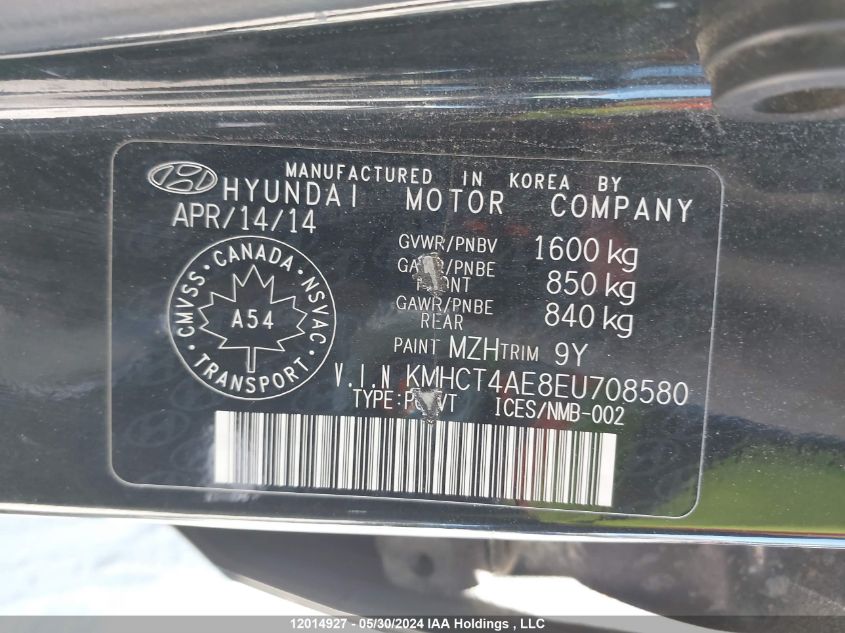 MANUFACTURED IN KOREA BY
HYUNDAI MOTOR COMPANY
APR/14/14
GVWR/PNBV 1600 kg
/PNBE
850 kg
GAWR/PNBE
REAR 840 kg
PAINT MZH TRIM 9Y
CMVSS • CANADA • NSVAC • TRANSPORT •
A54
V.I.N KMHCT4AE8EU708580
TYPE: ICES/NMB-002
12014927 - 05/30/2024 IAA Holdings , LLC